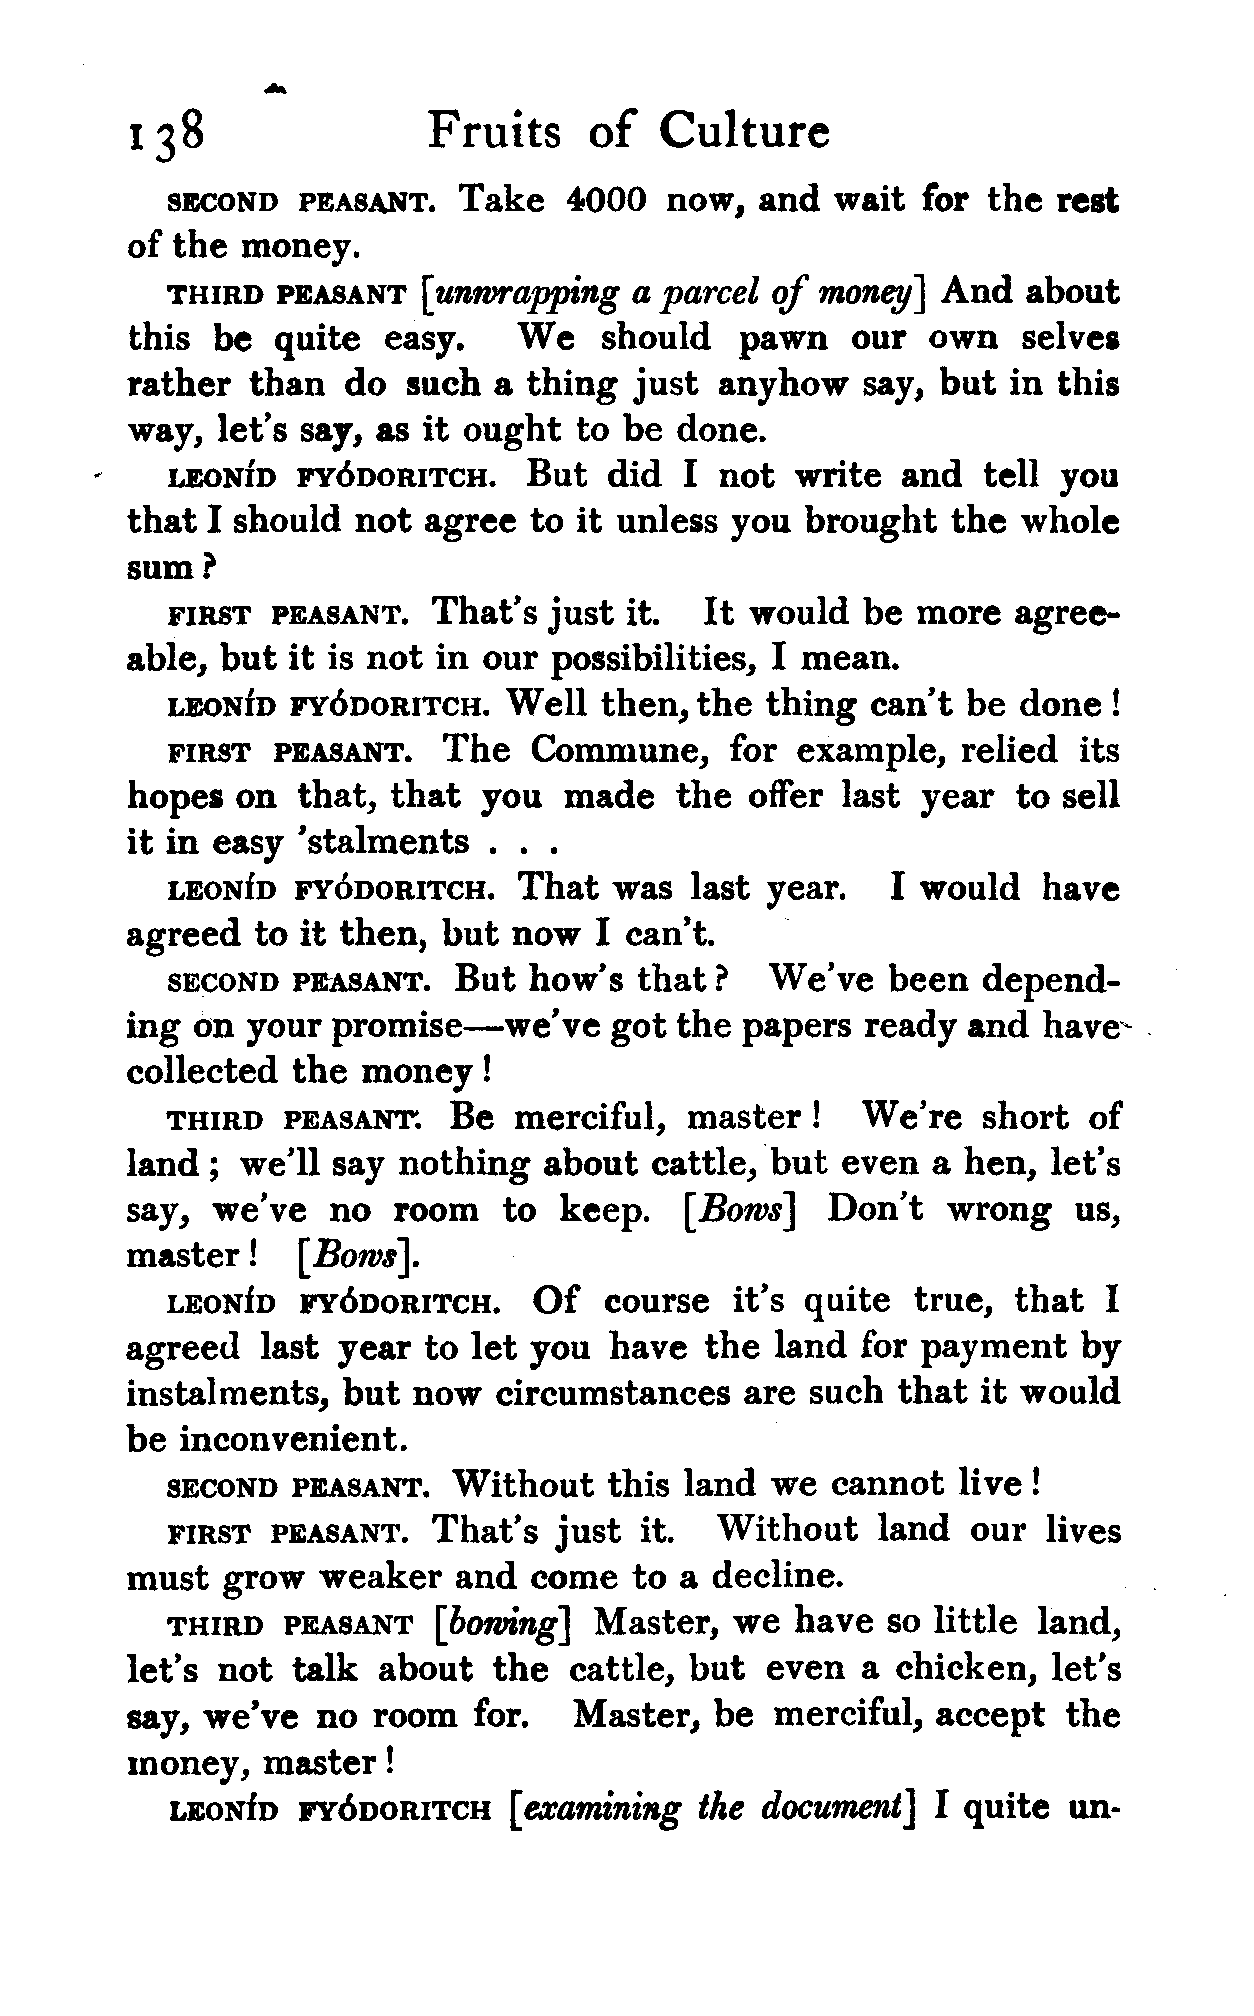 138 Fruits of Culture
SECOND PEASANT. Take 4000 now, and wait for the rest
of the money.
THIRD PEASANT [unwrapping a parcel of money] And about
this be quite easy. We should pawn our own selves
rather than do such a thing just anyhow say, but in this
way, let's say, as it ought to be done.
LEONÍD FYÓDORITCH. But did I not write and tell you
that I should not agree to it unless you brought the whole
sum?
FIRST PEASANT. That's just it. It would be more agree-
able, but it is not in our possibilities, I mean.
LEONÍD FYÓDORITCH. Well then, the thing can't be done!
FIRST PEASANT. The Commune, for example, relied its
hopes on that, that you made the offer last year to sell
it in easy 'stalments . . .
LEONÍD FYÓDORITCH. That was last year. I would have
agreed to it then, but now I can't.
SECOND PEASANT. But how's that? We've been depend-
ing on your promise—we've got the papers ready and have
collected the money!
THIRD PEASANT. Be merciful, master! We're short of
land; we'll say nothing about cattle, but even a hen, let's
say, we've no room to keep. [Bows] Don't wrong us,
master! [Bows].
LEONÍD FYÓDORITCH. Of course it's quite true, that I
agreed last year to let you have the land for payment by
instalments, but now circumstances are such that it would
be inconvenient.
SECOND PEASANT. Without this land we cannot live!
FIRST PEASANT. That's just it. Without land our lives
must grow weaker and come to a decline.
THIRD PEASANT [bowing] Master, we have so little land,
let's not talk about the cattle, but even a chicken, let's
say, we've no room for. Master, be merciful, accept the
money, master!
LEONÍD FYÓDORITCH [examining the document] I quite un-